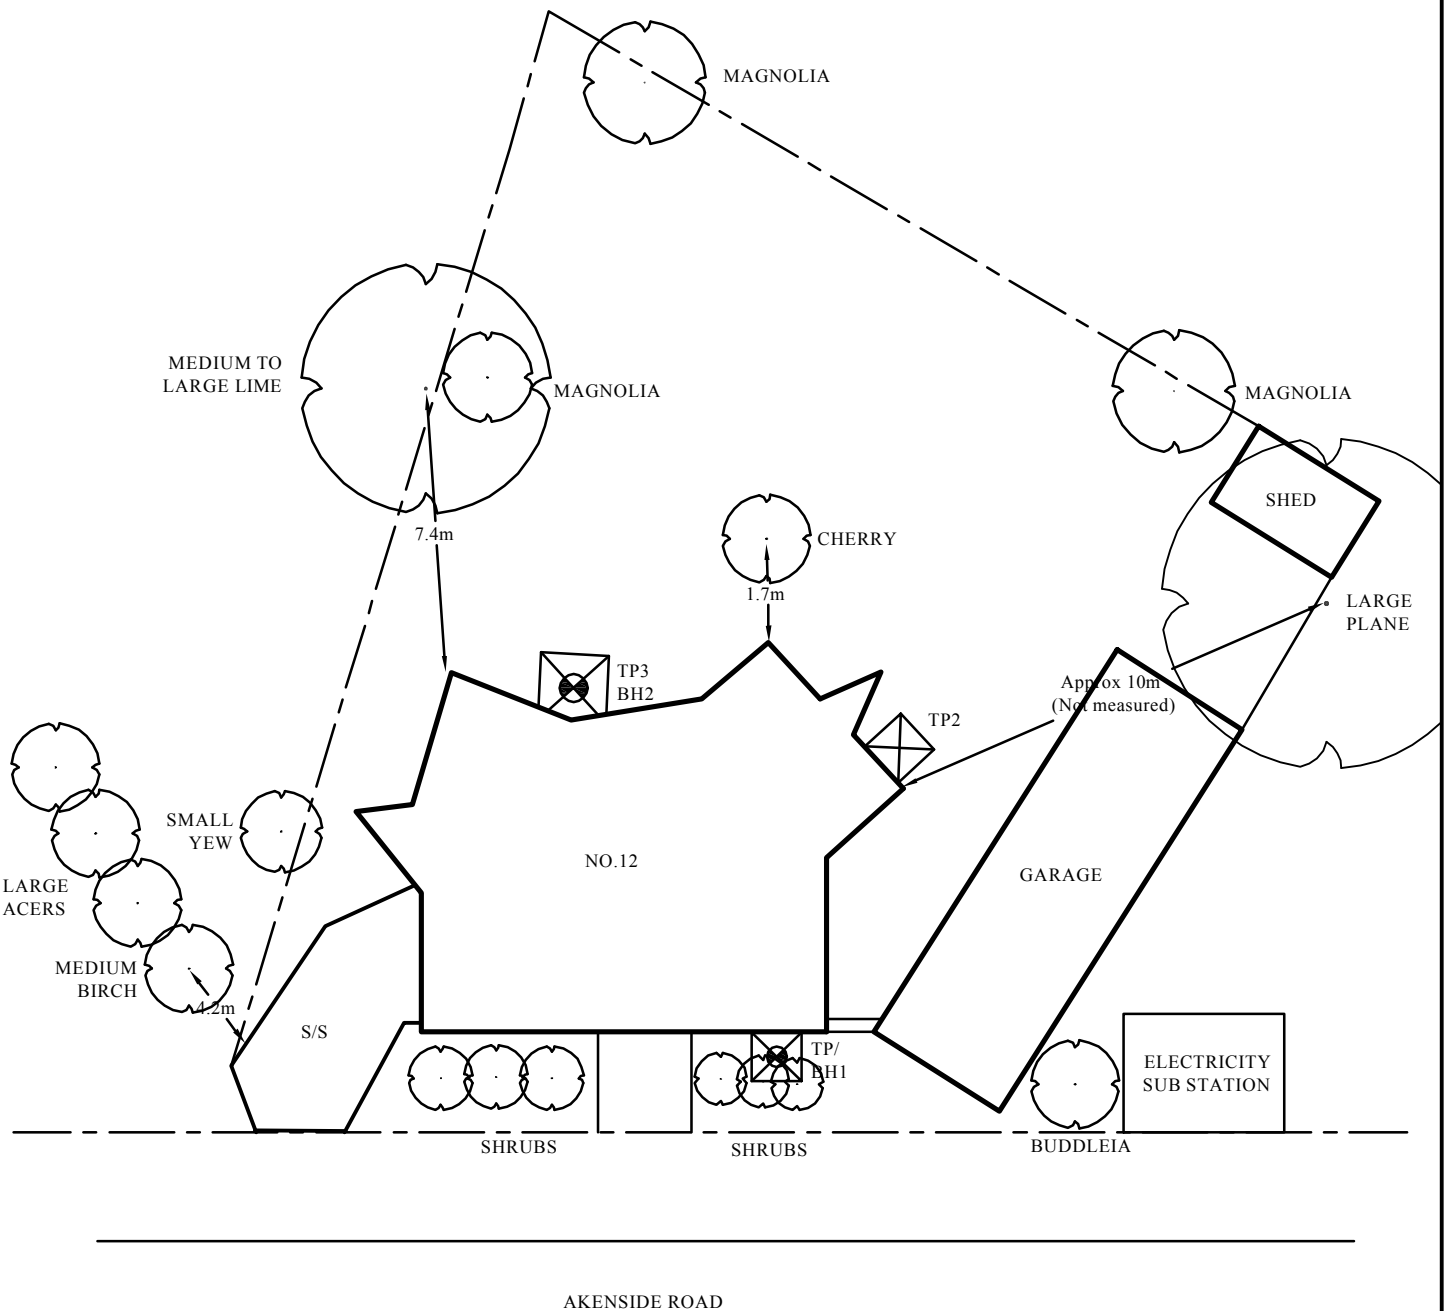 MAGNOLIA
MEDIUM TO
LARGE LIME
MAGNOLIA
MAGNOLIA
SHED
7.4m
CHERRY
1.7m
LARGE
PLANE
TP3
BH2
Approx 10m
(Not measured)
TP2
SMALL
YEW
NO.12
GARAGE
LARGE
ACERS
MEDIUM
BIRCH
4.2m
S/S
TP/
BH1
ELECTRICITY
SUB STATION
SHRUBS
SHRUBS
BUDDLEIA
AKENSIDE ROAD